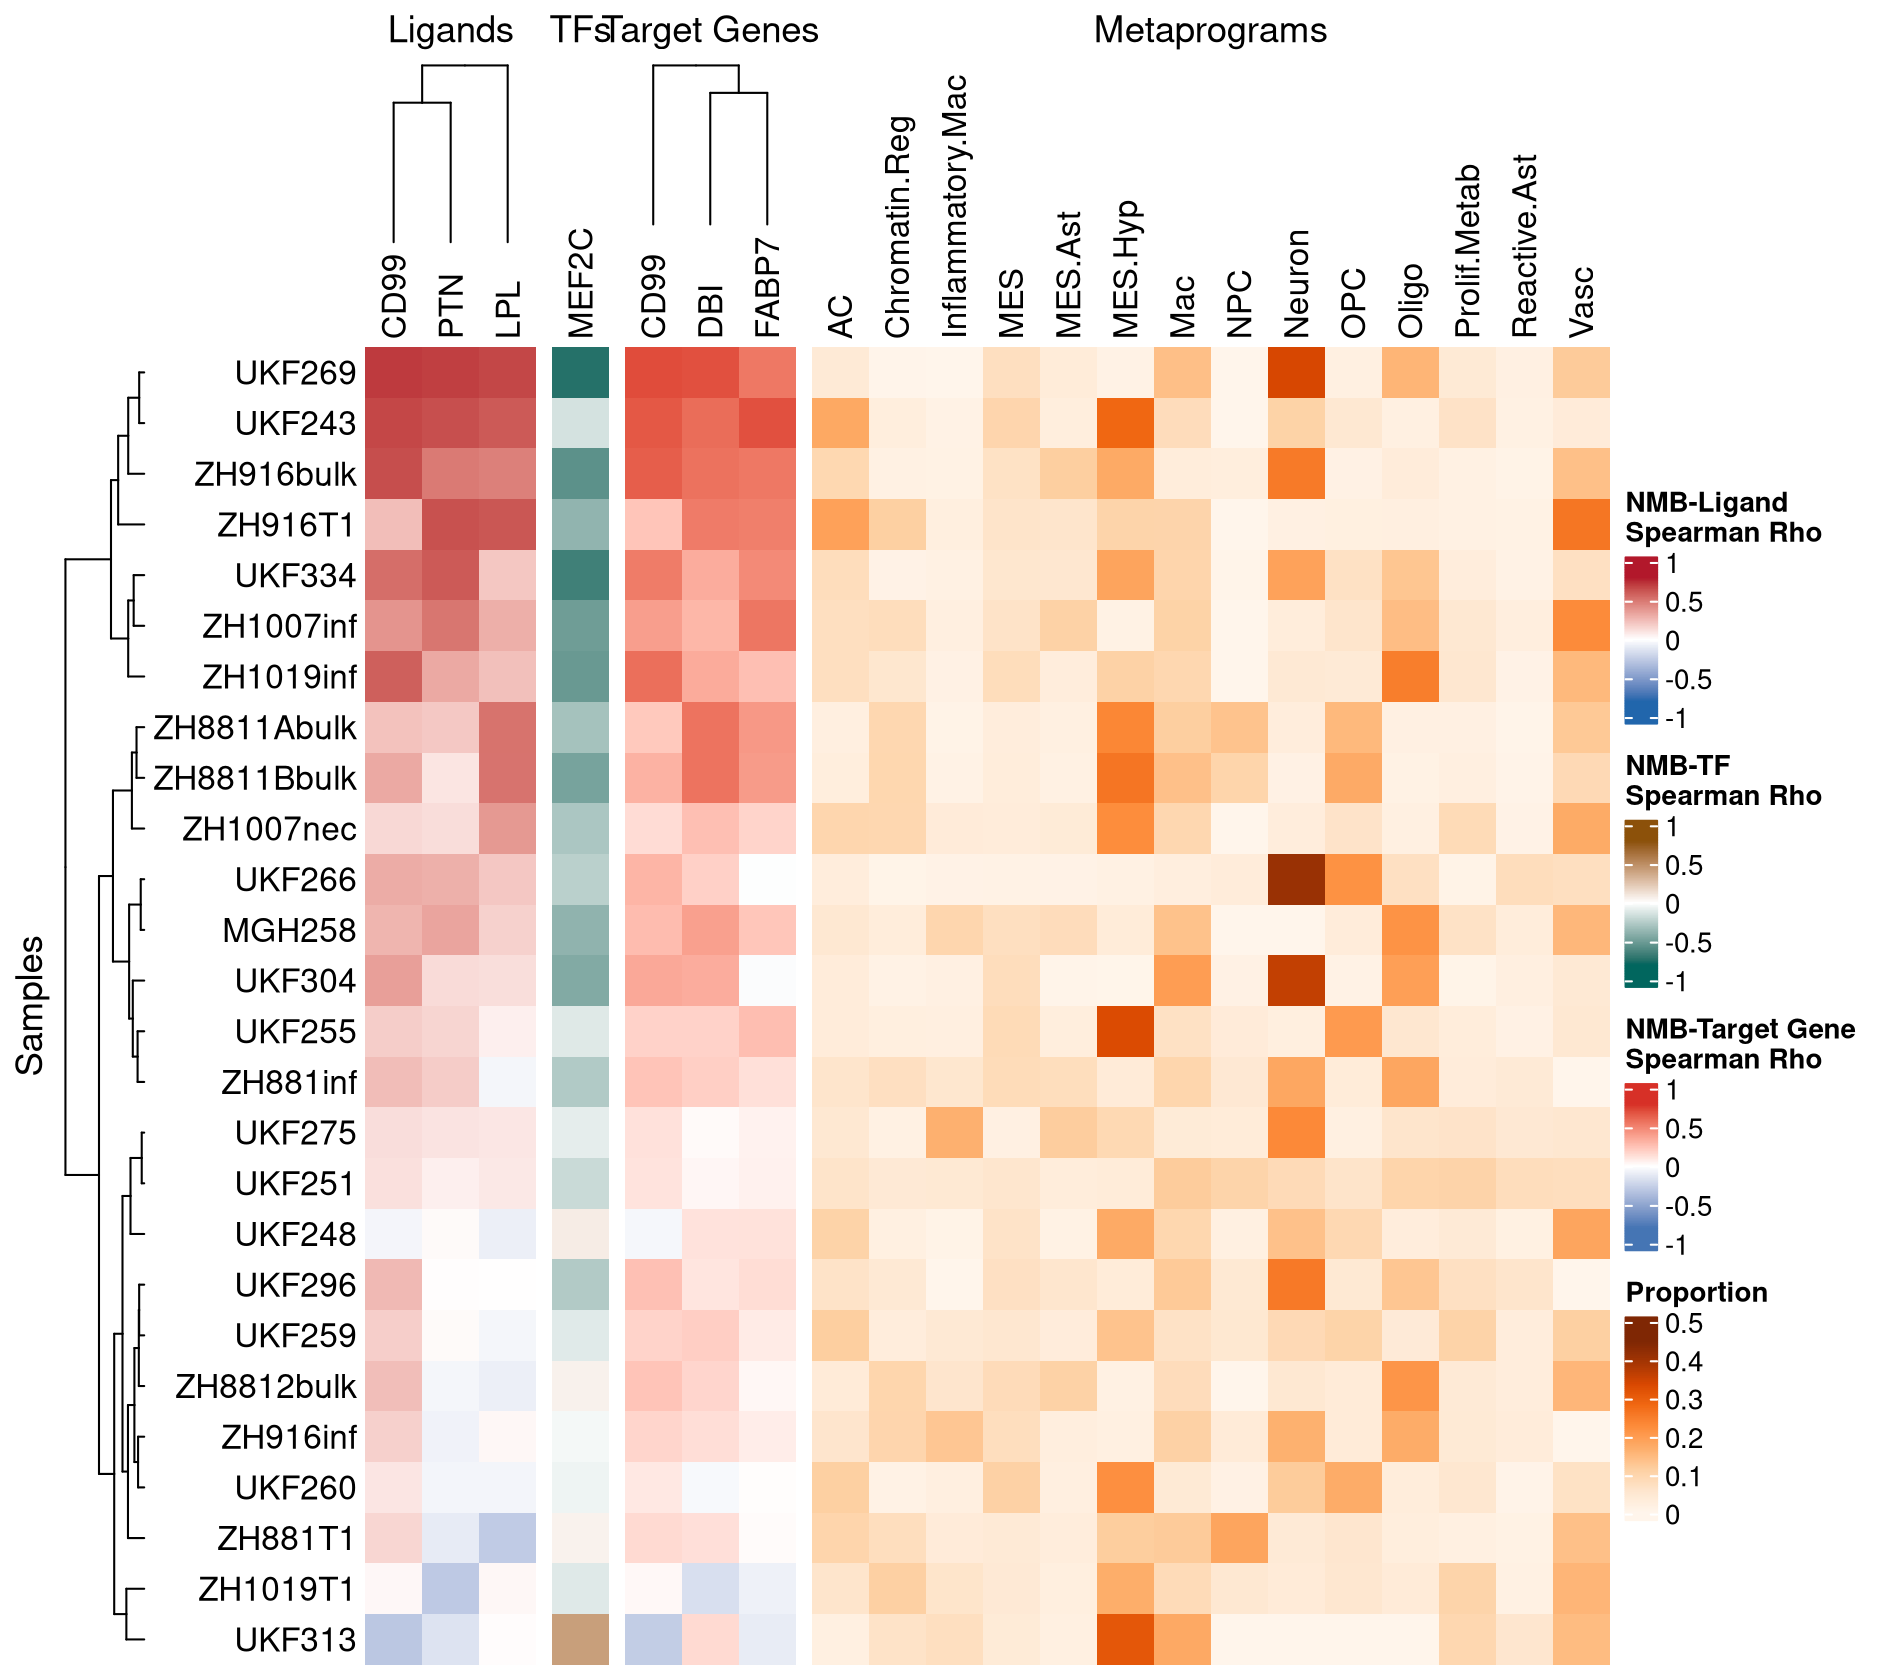 Ligands
TFs
Target Genes
Metaprograms
CD99
PTN
LPL
MEF2C
CD99
DBI
FABP7
AC
Chromatin.Reg
Inflammatory.Mac
MES
MES.Ast
MES.Hyp
Mac
NPC
Neuron
OPC
Oligo
Prolif.Metab
Reactive.Ast
Vasc
Samples
UKF269
UKF243
ZH916bulk
ZH916T1
UKF334
ZH1007inf
ZH1019inf
ZH8811Abulk
ZH8811Bbulk
ZH1007nec
UKF266
MGH258
UKF304
UKF255
ZH881inf
UKF275
UKF251
UKF248
UKF296
UKF259
ZH8812bulk
ZH916inf
UKF260
ZH881T1
ZH1019T1
UKF313
NMB-Ligand
Spearman Rho
1
0.5
0
-0.5
-1
NMB-TF
Spearman Rho
1
0.5
0
-0.5
-1
NMB-Target Gene
Spearman Rho
1
0.5
0
-0.5
-1
Proportion
0.5
0.4
0.3
0.2
0.1
0